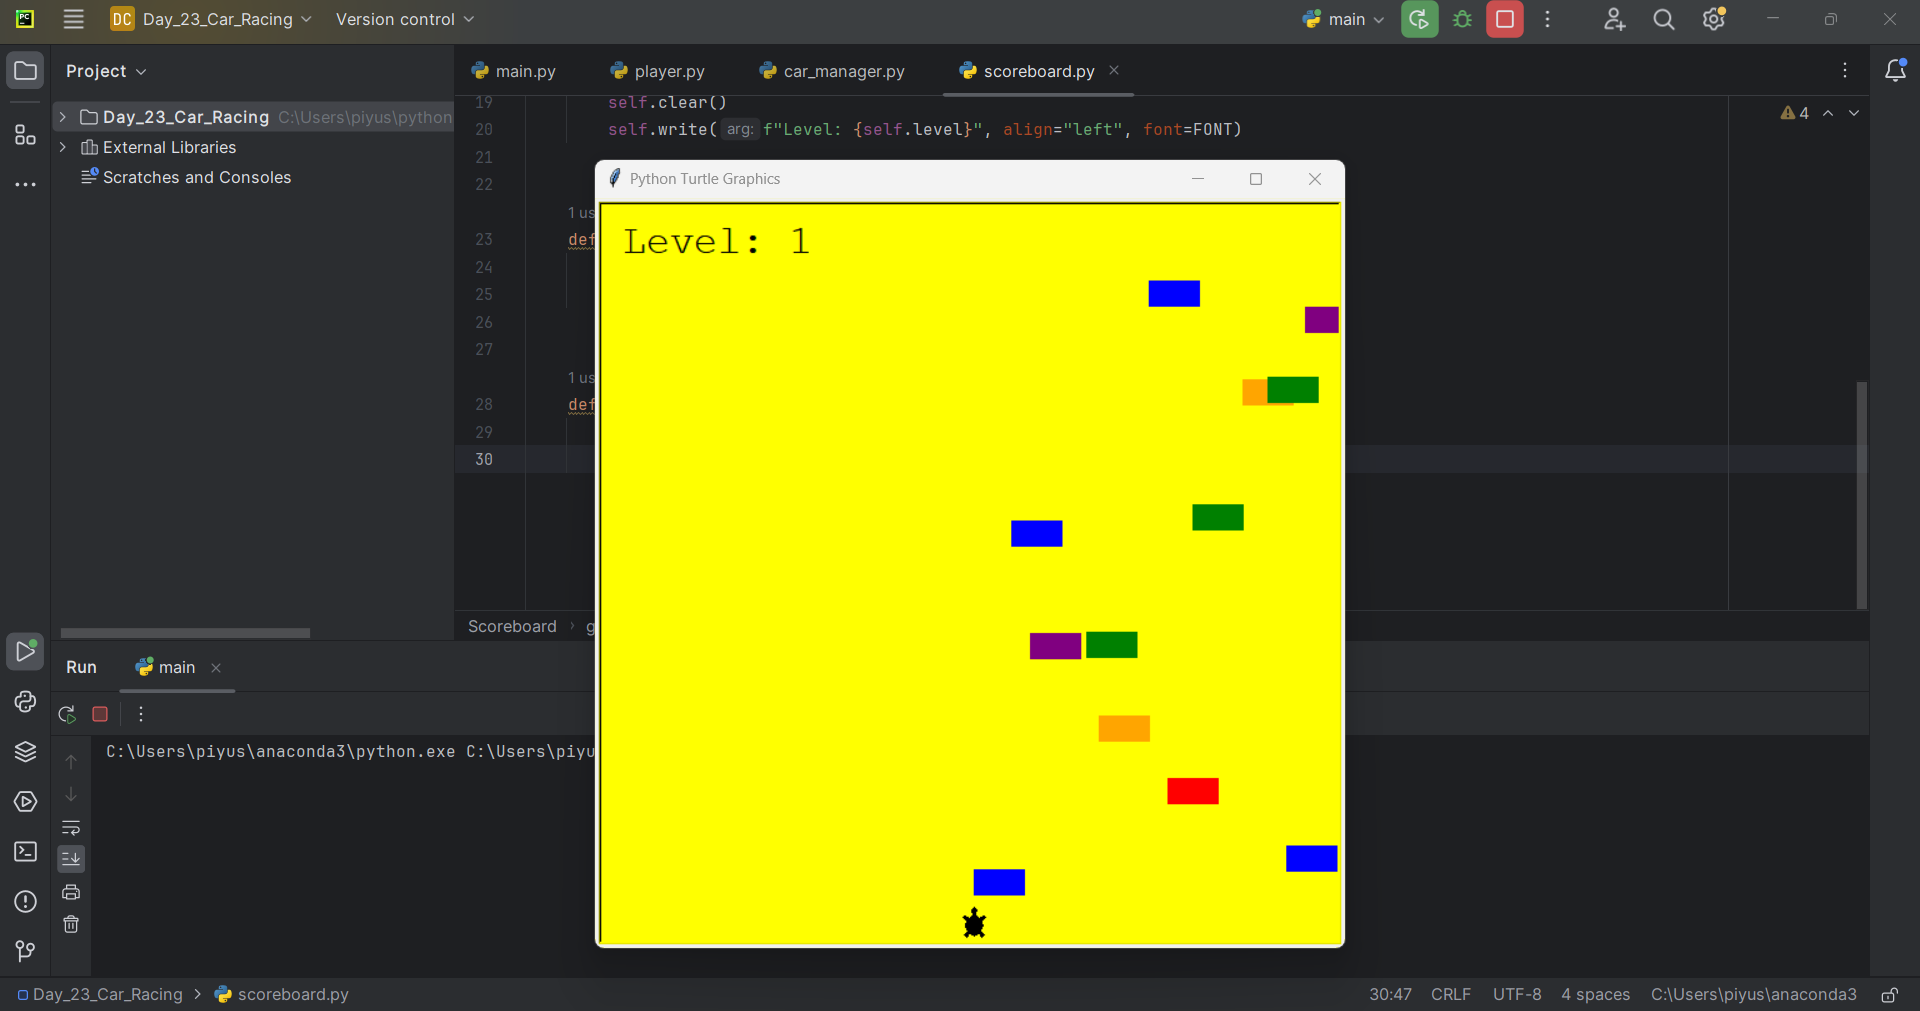 PC DC Day_23_Car_Racing Version control main
Project main.py player.py car_manager.py scoreboard.py
Day_23_Car_Racing C:\Users\piyus\python
External Libraries
Scratches and Consoles
19 self.clear()
20 self.write( arg: f"Level: {self.level}", align="left", font=FONT)
4
21
22
1 us
23 def
24
25
26
27
1 us
28 def
29
30
Python Turtle Graphics
Level: 1
Scoreboard › g
Run main
C:\Users\piyus\anaconda3\python.exe C:\Users\piyu
Day_23_Car_Racing > scoreboard.py 30:47 CRLF UTF-8 4 spaces C:\Users\piyus\anaconda3